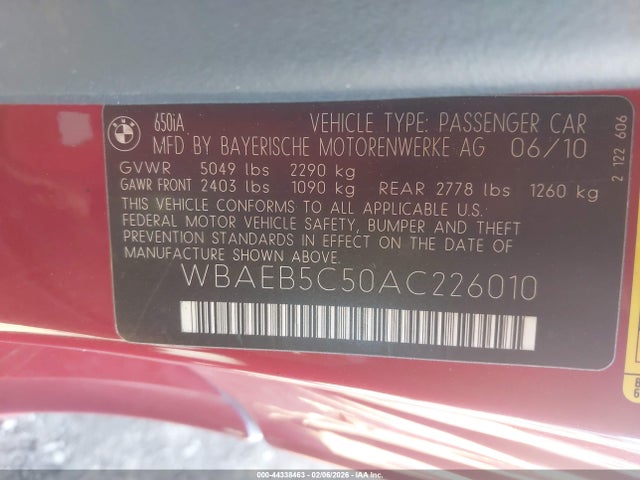 BMW
650iA
VEHICLE TYPE: PASSENGER CAR
MFD BY BAYERISCHE MOTORENWERKE AG 06/10
GVWR 5049 lbs 2290 kg
GAWR FRONT 2403 lbs 1090 kg REAR 2778 lbs 1260 kg
THIS VEHICLE CONFORMS TO ALL APPLICABLE U.S.
FEDERAL MOTOR VEHICLE SAFETY, BUMPER AND THEFT
PREVENTION STANDARDS IN EFFECT ON THE DATE
OF MANUFACTURE SHOWN ABOVE.
WBAEB5C50AC226010
2 122 606
000-44338463 | 02/06/2026 | IAA